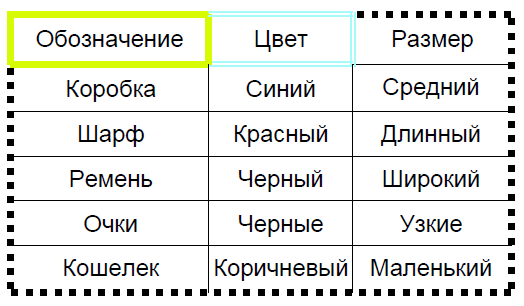 Обозначение Цвет Размер
Коробка Синий Средний
Шарф Красный Длинный
Ремень Черный Широкий
Очки Черные Узкие
Кошелек Коричневый Маленький